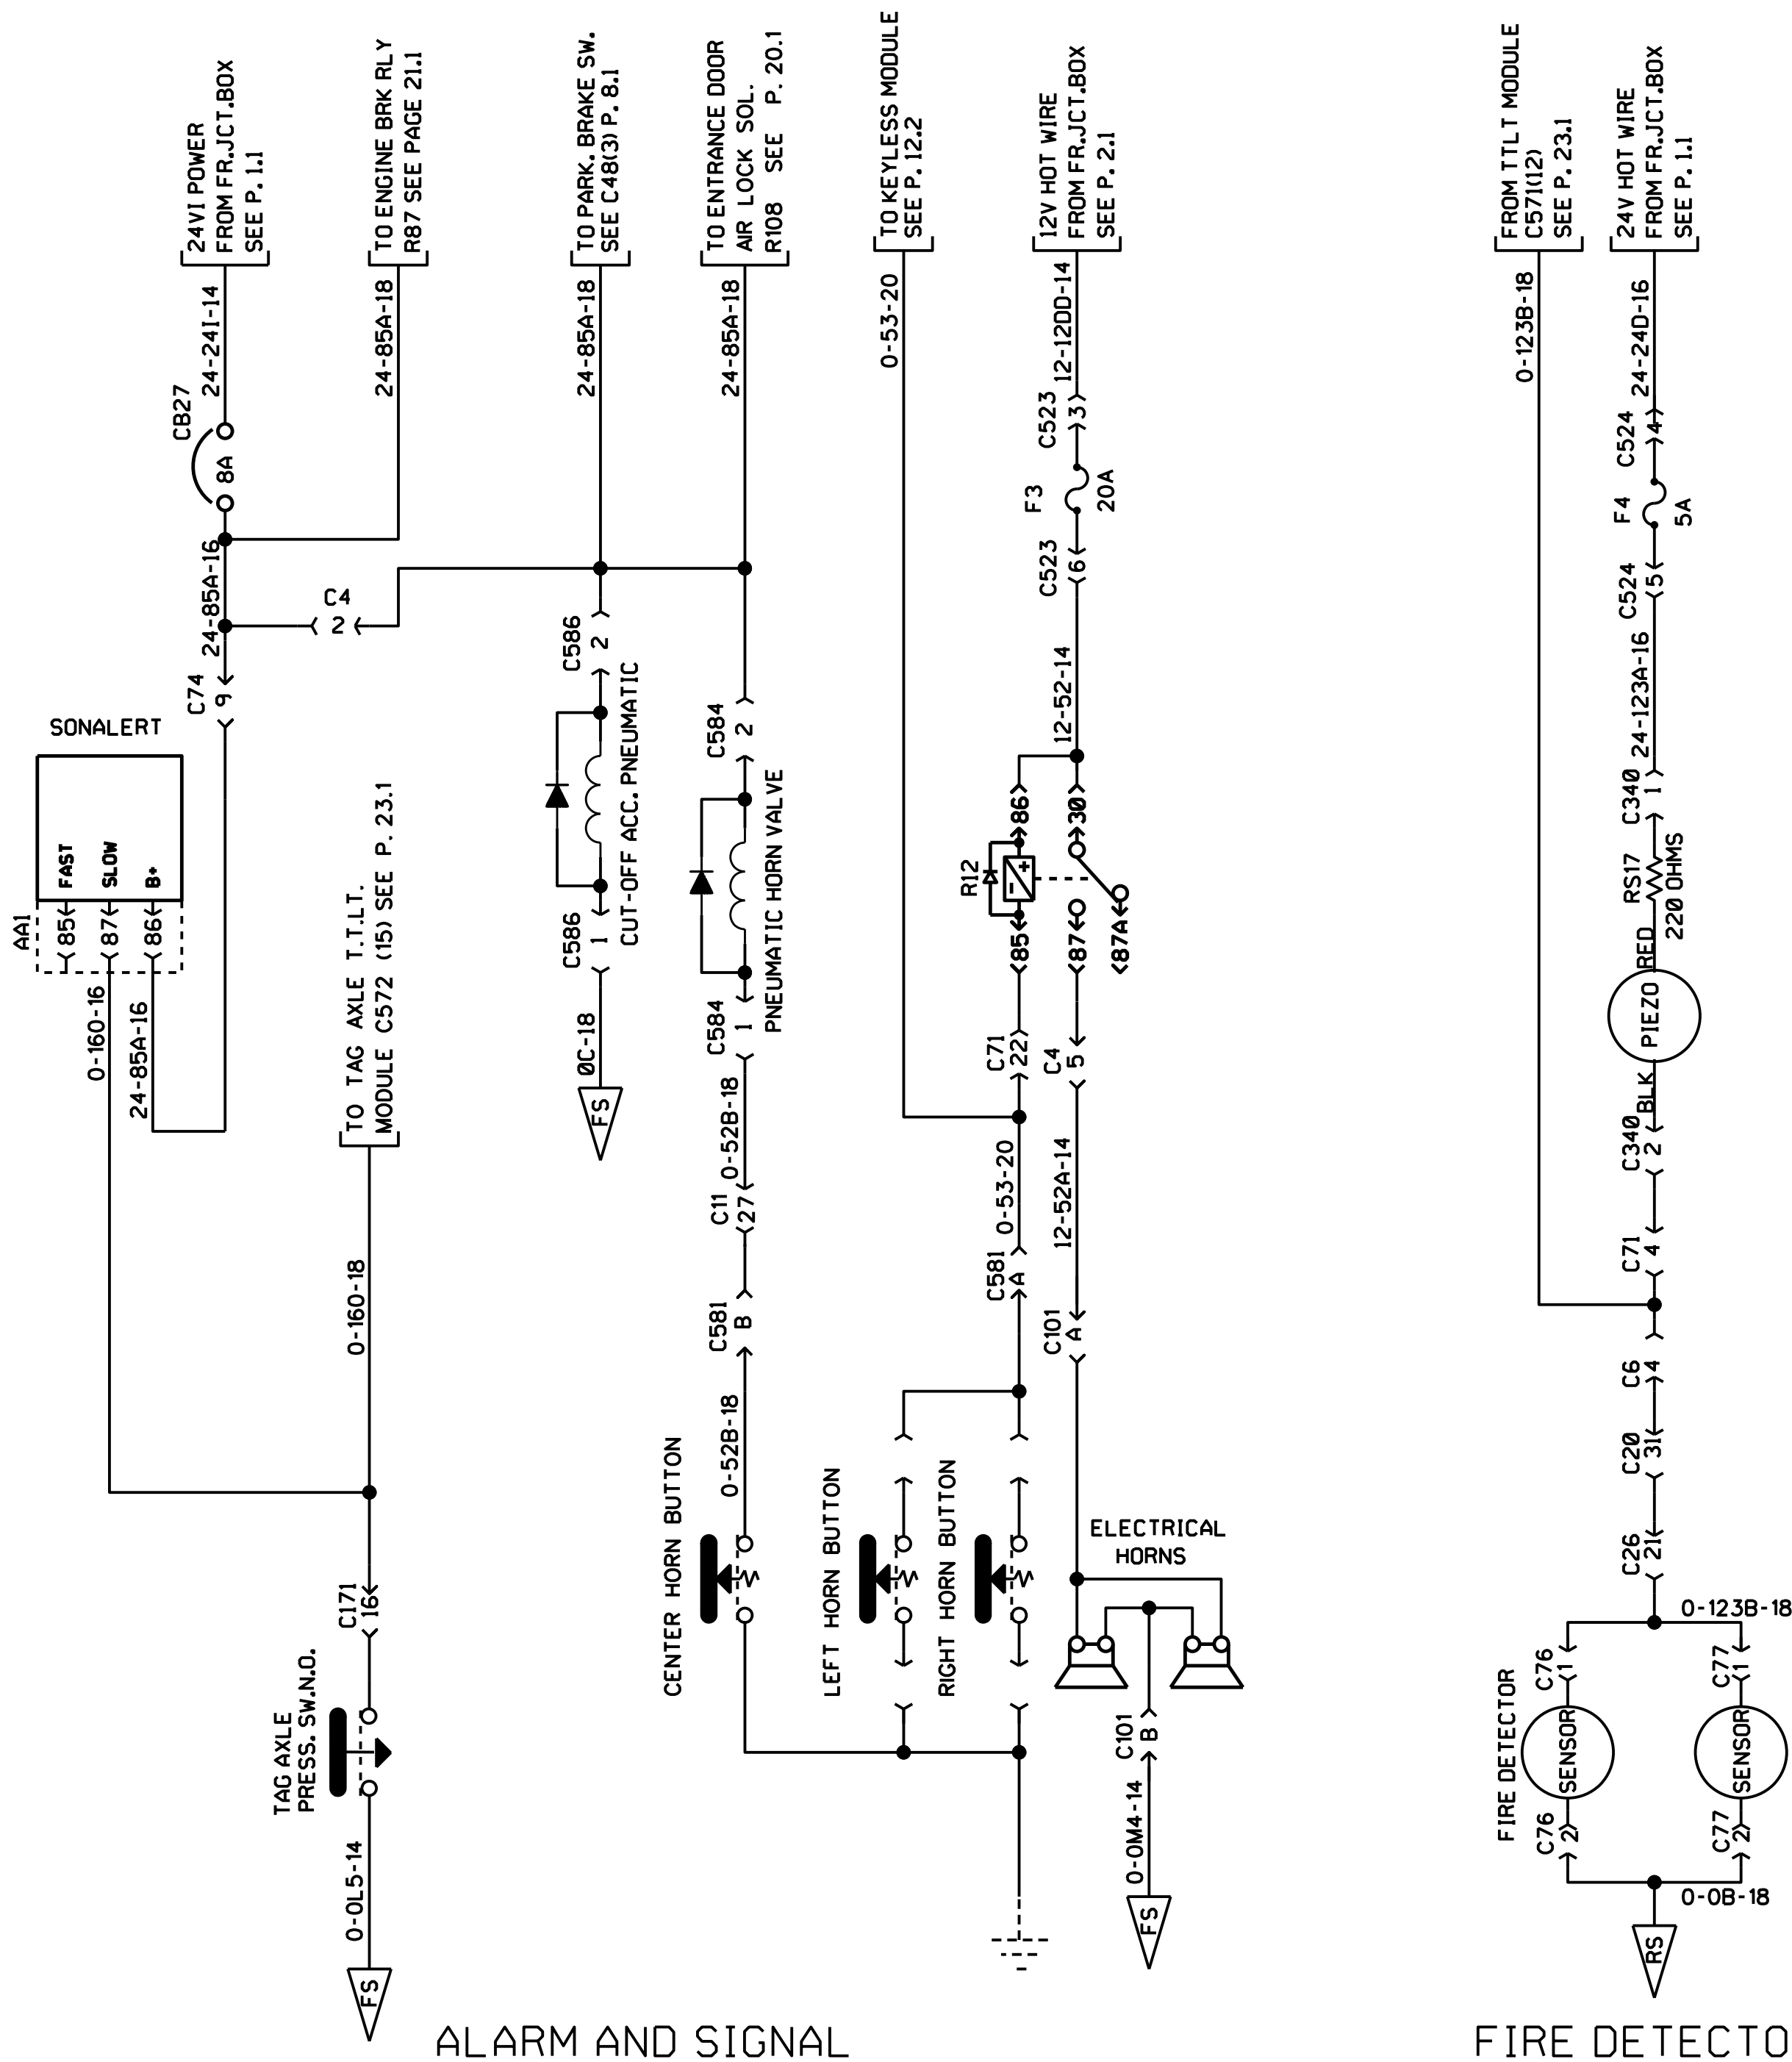 24VI POWER
FROM FR.JCT.BOX
SEE P. 1.1
TO ENGINE BRK RLY
R87 SEE PAGE 21.1
TO PARK. BRAKE SW.
SEE C48(3) P. 8.1
TO ENTRANCE DOOR
AIR LOCK SOL.
R108 SEE P. 20.1
TO KEYLESS MODULE
SEE P. 12.2
12V HOT WIRE
FROM FR.JCT.BOX
SEE P. 2.1
FROM TTLT MODULE
C571(12)
SEE P. 23.1
24V HOT WIRE
FROM FR.JCT.BOX
SEE P. 1.1
24-24I-14
24-85A-18
24-85A-18
24-85A-18
0-53-20
12-12DD-14
0-123B-18
24-24D-16
CB27
8A
C523
3
F3
20A
C523
6
C524
4
F4
5A
C524
5
24-85A-16
C4
2
C74
9
C586
2
C584
2
12-52-14
24-123A-16
SONALERT
FAST
SLOW
B+
AA1
85
87
86
0-160-16
24-85A-16
TO TAG AXLE T.T.L.T.
MODULE C572 (15) SEE P. 23.1
CUT-OFF ACC. PNEUMATIC
C586
1
0C-18
FS
PNEUMATIC HORN VALVE
C584
1
0-52B-18
C11
27
R12
86
30
+
-
85
87
87A
C71
22
C4
5
C340
1
RS17
220 OHMS
RED
PIEZO
BLK
C340
2
C71
4
0-160-18
C581
B
0-52B-18
0-53-20
C581
A
12-52A-14
C101
A
C6
4
C20
31
C26
21
CENTER HORN BUTTON
LEFT HORN BUTTON
RIGHT HORN BUTTON
ELECTRICAL
HORNS
C171
16
TAG AXLE
PRESS. SW.N.O.
0-0L5-14
FS
C101
B
0-0M4-14
FS
0-123B-18
C76
1
C77
1
FIRE DETECTOR
SENSOR
SENSOR
C76
2
C77
2
0-0B-18
RS
ALARM AND SIGNAL
FIRE DETECTO